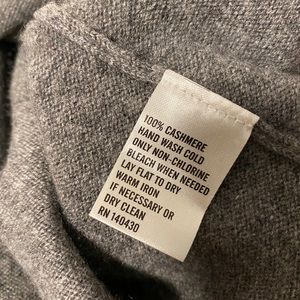 100% CASHMERE
HAND WASH COLD
ONLY NON-CHLORINE
BLEACH WHEN NEEDED
LAY FLAT TO DRY
WARM IRON
IF NECESSARY OR
DRY CLEAN
RN 140430